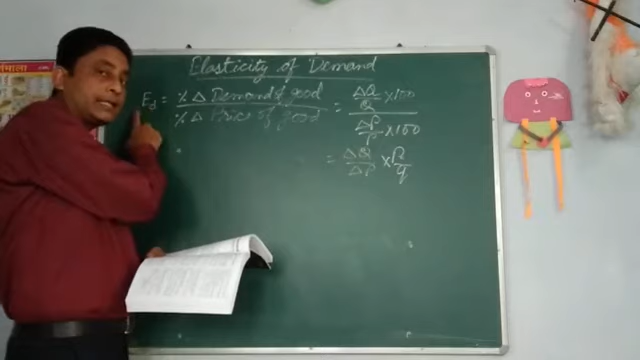 Elasticity of Demand
Ed = % Δ Demand of good / % Δ Price of good = ΔQ/Q ×100 / ΔP/P ×100
= ΔQ/ΔP × P/q